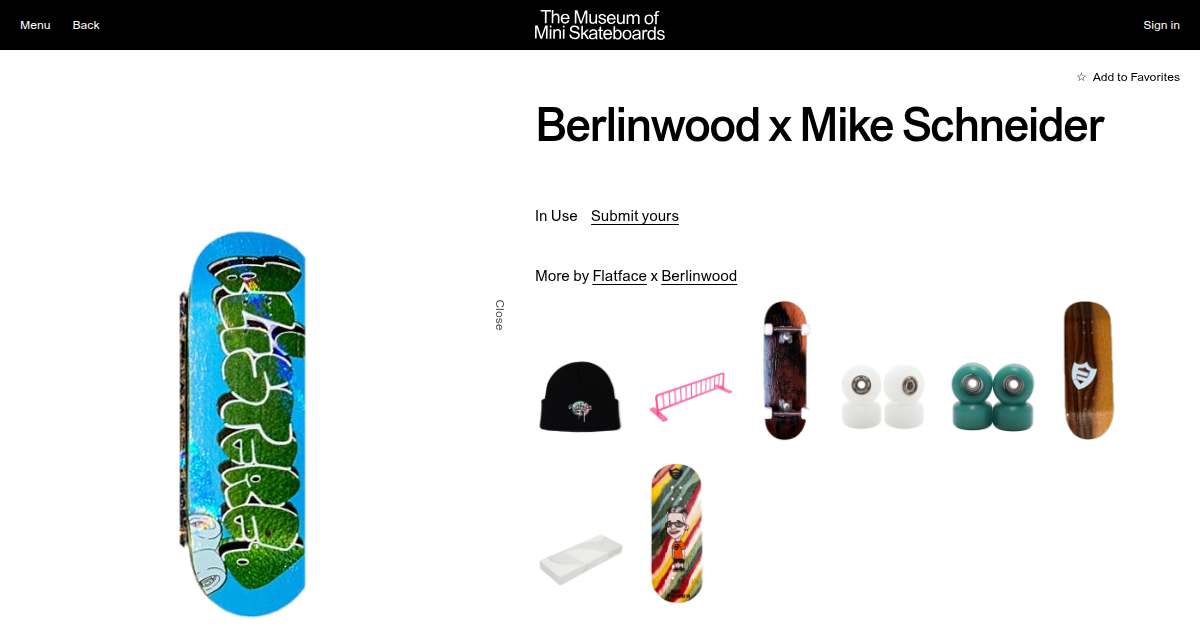 Menu Back
The Museum of
Mini Skateboards
Sign in
☆ Add to Favorites
Berlinwood x Mike Schneider
In Use Submit yours
More by Flatface x Berlinwood
Close